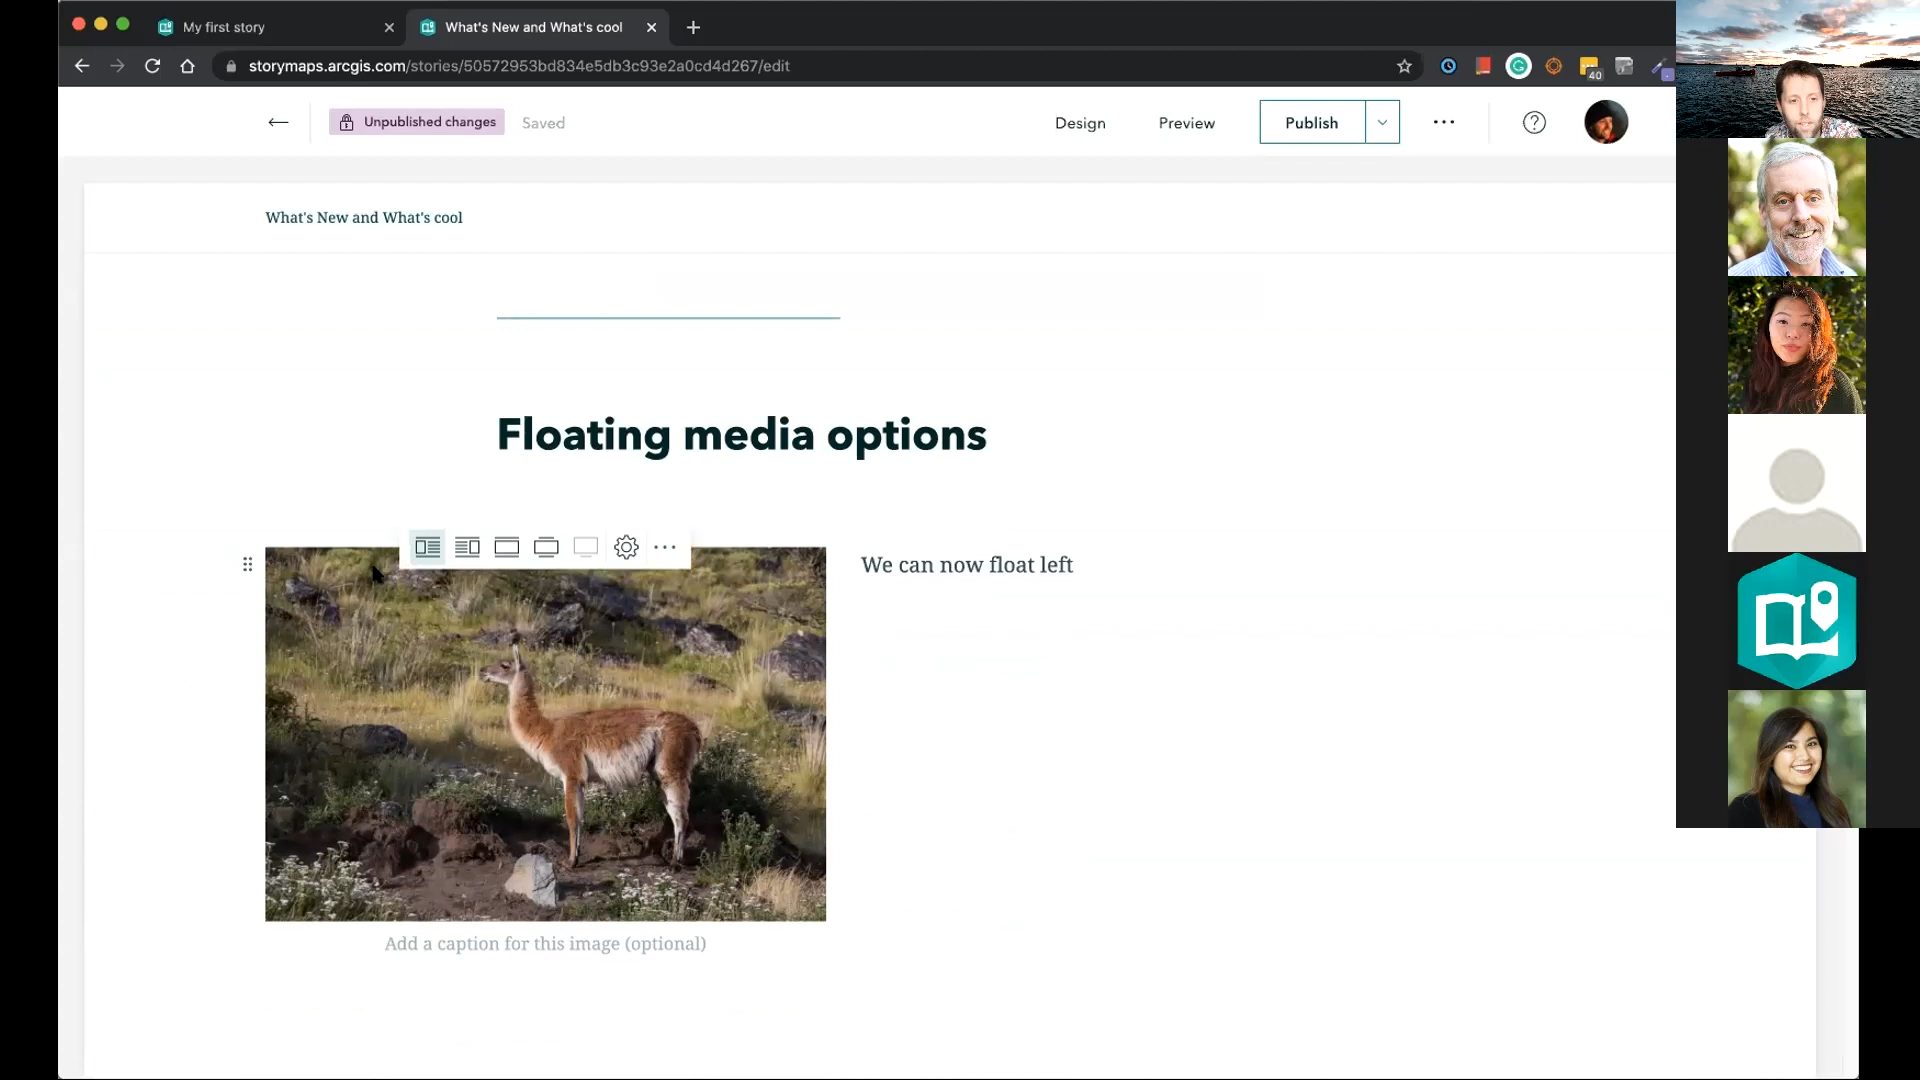 My first story
What's New and What's cool
storymaps.arcgis.com/stories/50572953bd834e5db3c93e2a0cd4d267/edit
40
Unpublished changes
Saved
Design
Preview
Publish
What's New and What's cool
Floating media options
We can now float left
Add a caption for this image (optional)